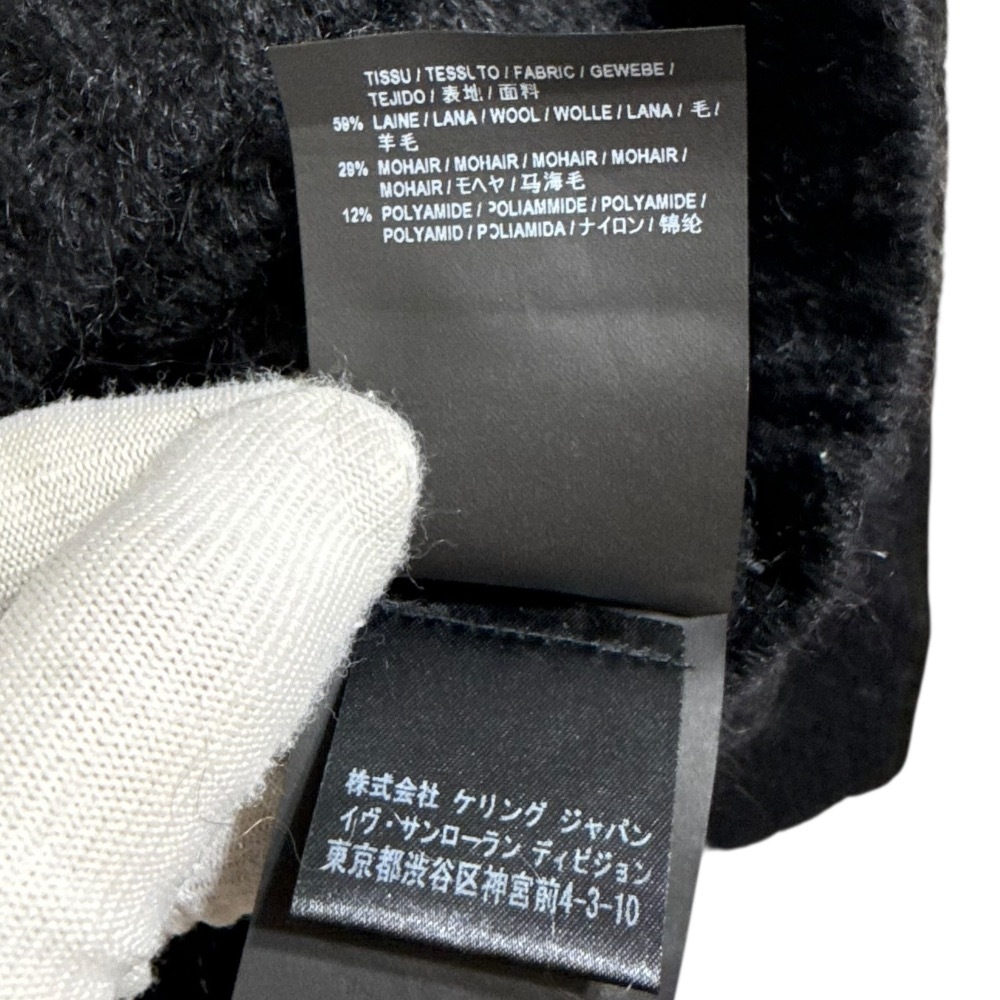 TISSU / TESSUTO / FABRIC / GEWEBE /
TEJIDO / 表地 / 面料
59% LAINE / LANA / WOOL / WOLLE / LANA / 毛 /
羊毛
29% MOHAIR / MOHAIR / MOHAIR / MOHAIR /
MOHAIR / モヘヤ / 马海毛
12% POLYAMIDE / POLIAMMIDE / POLYAMIDE /
POLYAMID / POLIAMIDA / ナイロン / 锦纶
株式会社 ケリング ジャパン
イヴ・サンローラン ディビジョン
東京都渋谷区神宮前4-3-10